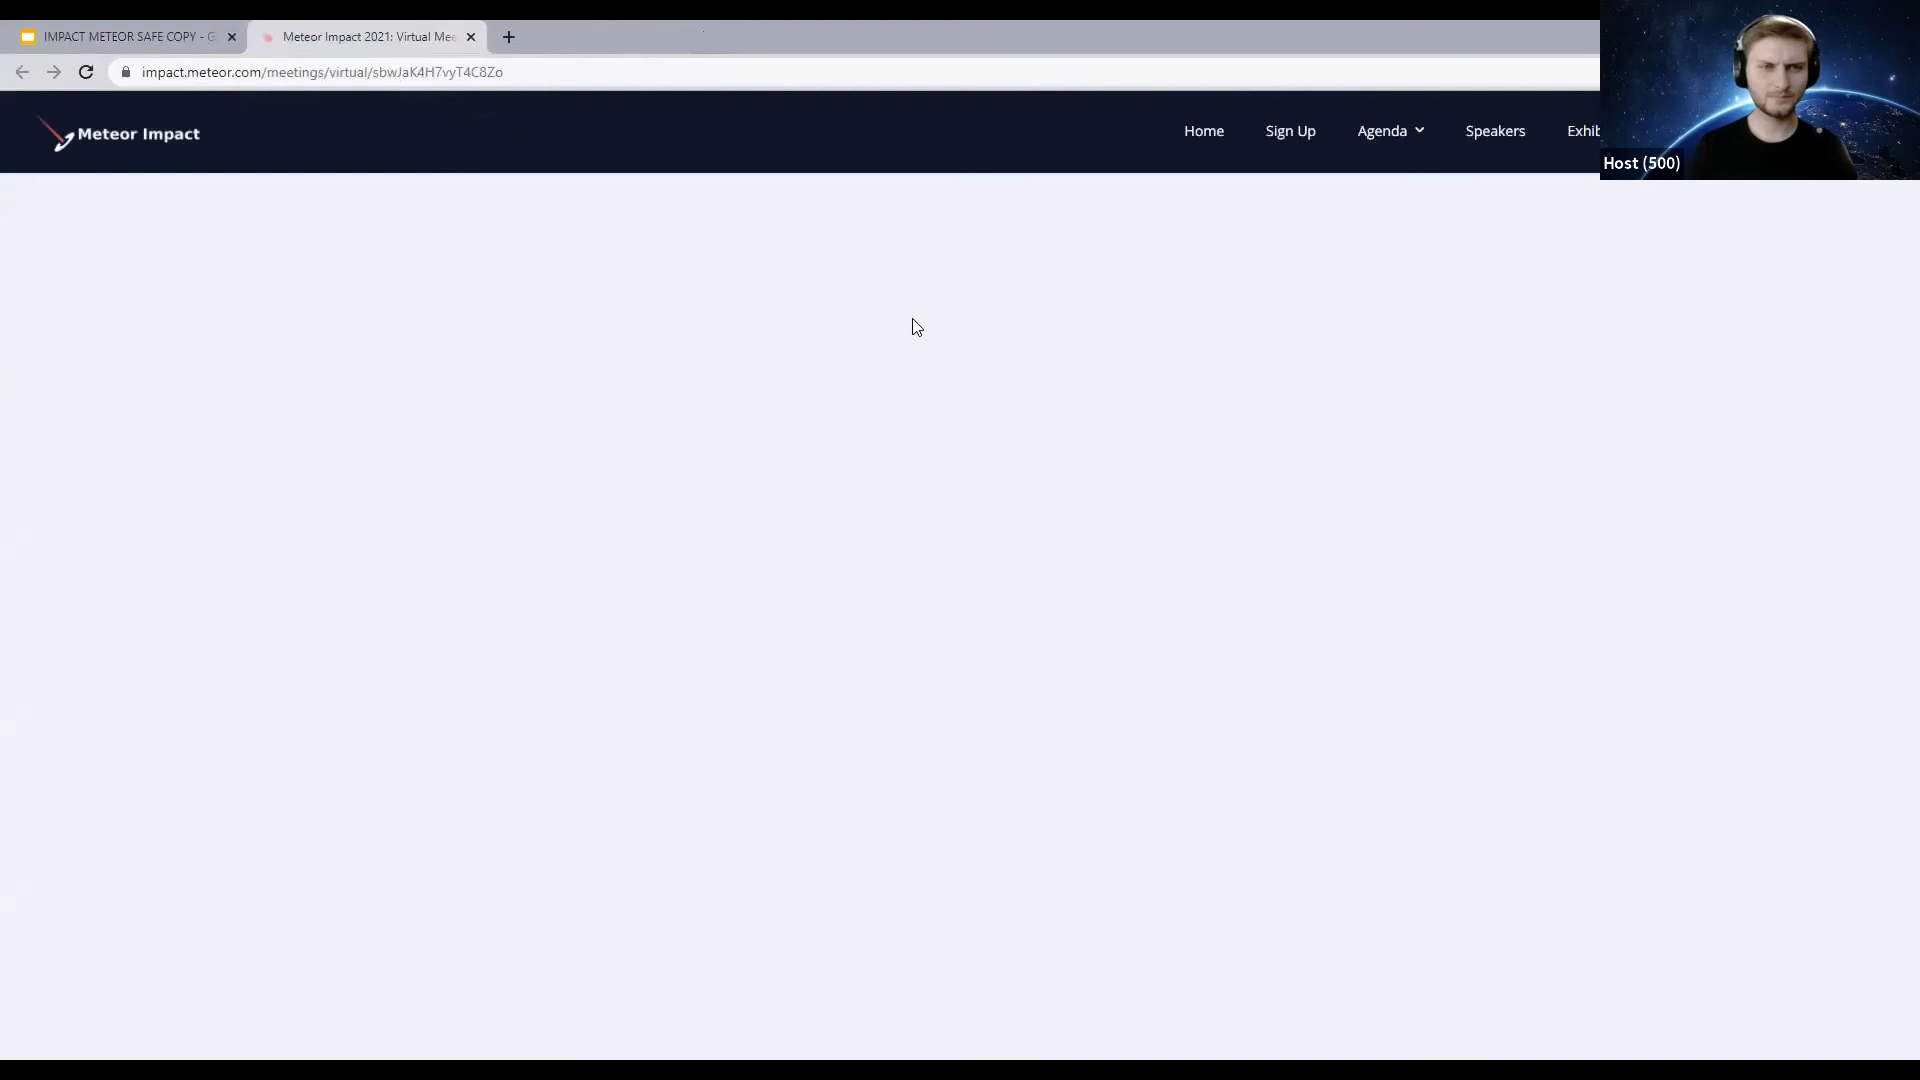 IMPACT METEOR SAFE COPY - G
Meteor Impact 2021: Virtual Mee
impact.meteor.com/meetings/virtual/sbwJaK4H7vyT4C8Zo
Meteor Impact
Home Sign Up Agenda Speakers Exhib
Host (500)